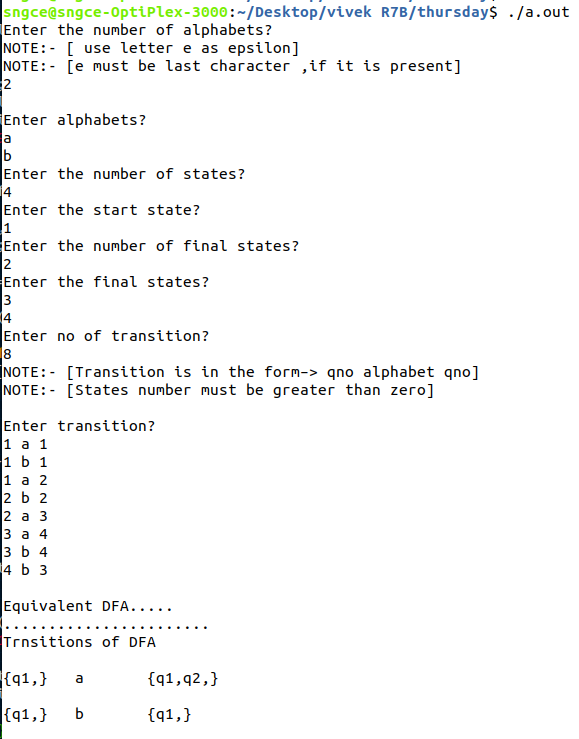 sngce@sngce-OptiPlex-3000:~/Desktop/vivek R7B/thursday$ ./a.out
Enter the number of alphabets?
NOTE:- [ use letter e as epsilon]
NOTE:- [e must be last character ,if it is present]
2
Enter alphabets?
a
b
Enter the number of states?
4
Enter the start state?
1
Enter the number of final states?
2
Enter the final states?
3
4
Enter no of transition?
8
NOTE:- [Transition is in the form-> qno alphabet qno]
NOTE:- [States number must be greater than zero]
Enter transition?
1 a 1
1 b 1
1 a 2
2 b 2
2 a 3
3 a 4
3 b 4
4 b 3
Equivalent DFA.....
.......................
Trnsitions of DFA
{q1,} a {q1,q2,}
{q1,} b {q1,}